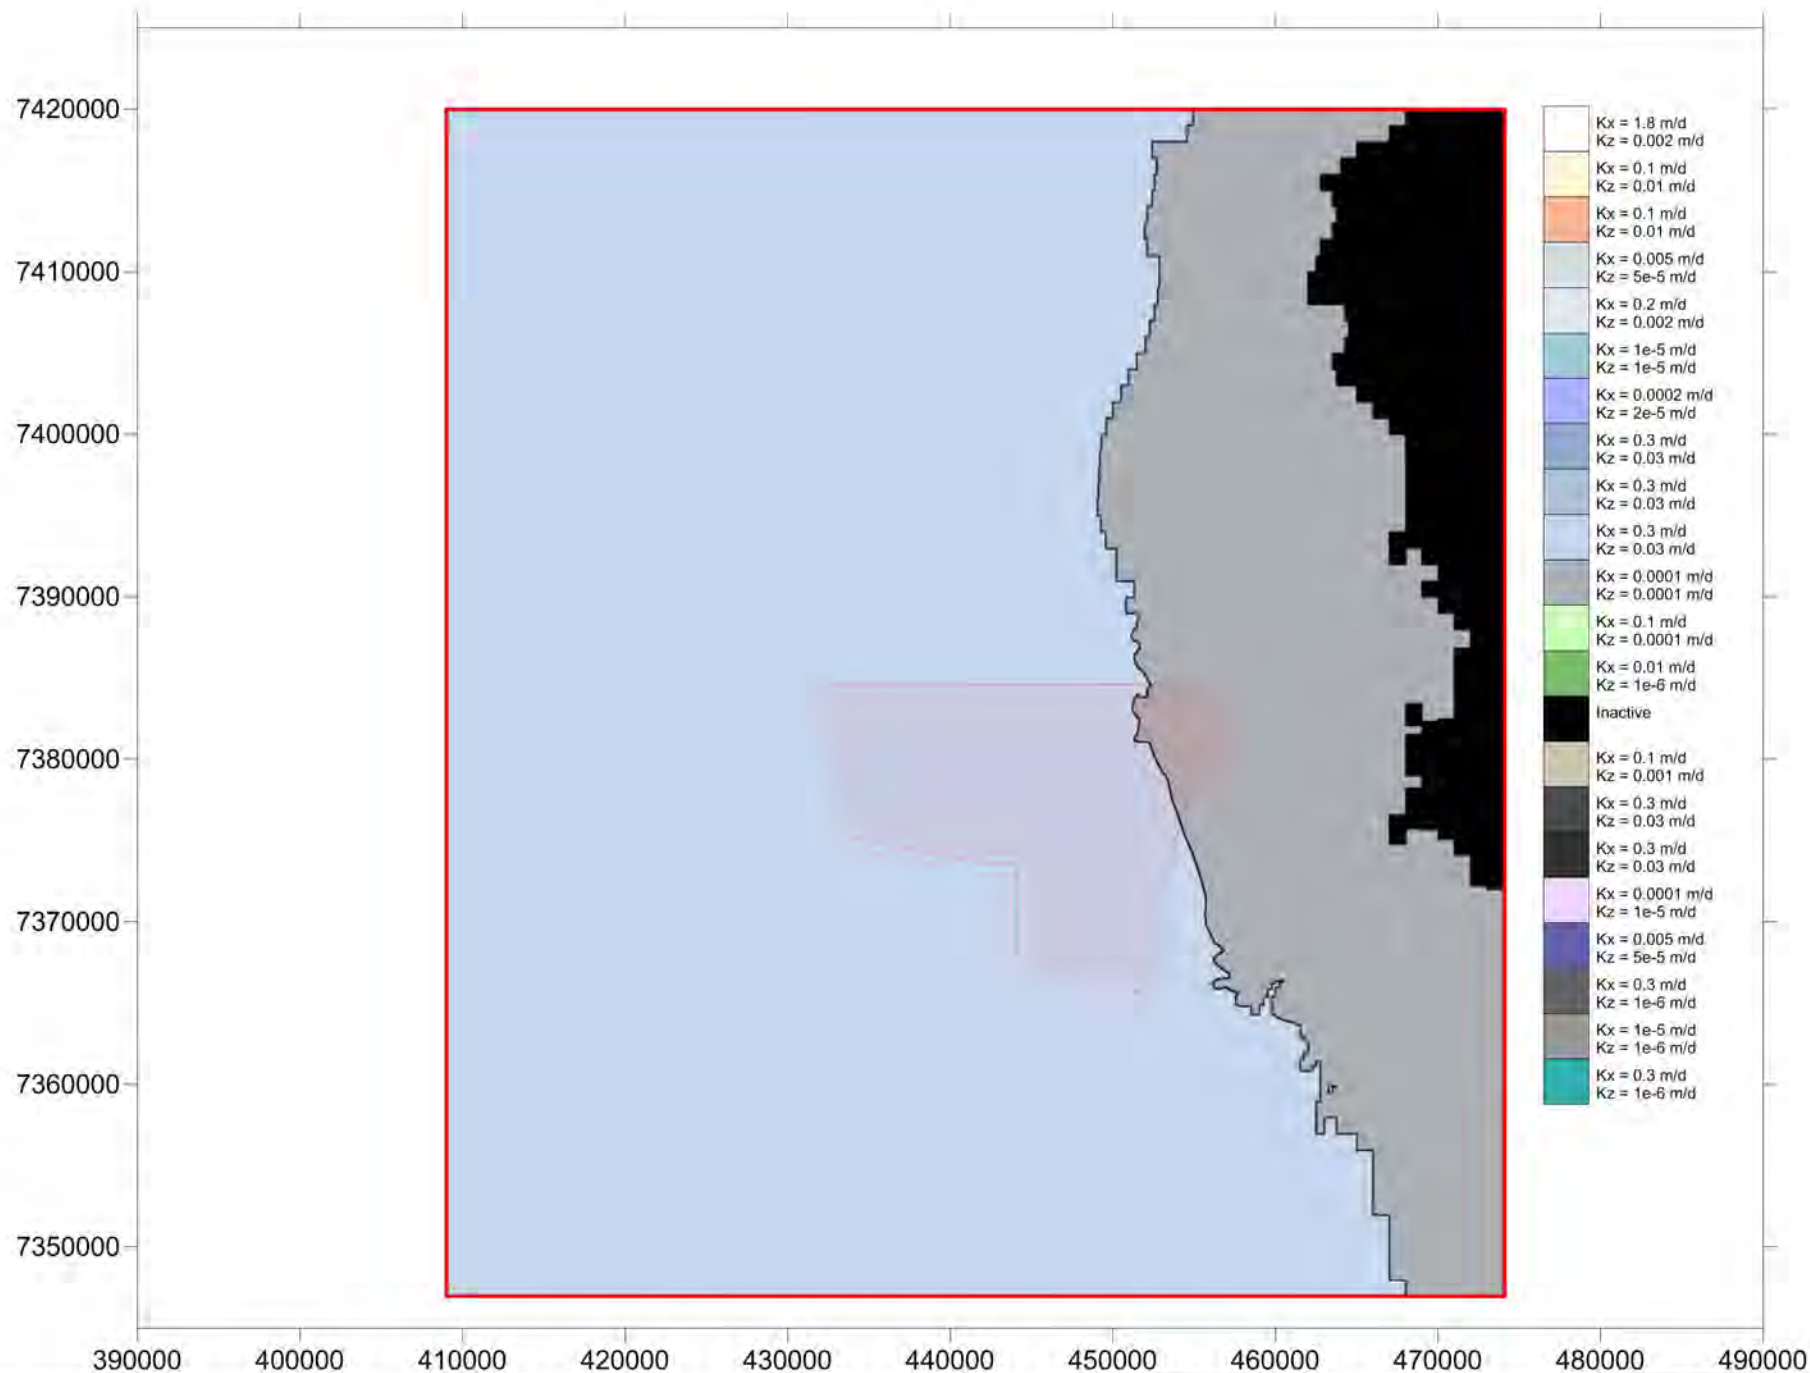 7420000
7410000
7400000
7390000
7380000
7370000
7360000
7350000
390000 400000 410000 420000 430000 440000 450000 460000 470000 480000 490000
Kx = 1.8 m/d
Kz = 0.002 m/d
Kx = 0.1 m/d
Kz = 0.01 m/d
Kx = 0.1 m/d
Kz = 0.01 m/d
Kx = 0.005 m/d
Kz = 5e-5 m/d
Kx = 0.2 m/d
Kz = 0.002 m/d
Kx = 1e-5 m/d
Kz = 1e-5 m/d
Kx = 0.0002 m/d
Kz = 2e-5 m/d
Kx = 0.3 m/d
Kz = 0.03 m/d
Kx = 0.3 m/d
Kz = 0.03 m/d
Kx = 0.3 m/d
Kz = 0.03 m/d
Kx = 0.0001 m/d
Kz = 0.0001 m/d
Kx = 0.1 m/d
Kz = 0.0001 m/d
Kx = 0.01 m/d
Kz = 1e-6 m/d
Inactive
Kx = 0.1 m/d
Kz = 0.001 m/d
Kx = 0.3 m/d
Kz = 0.03 m/d
Kx = 0.3 m/d
Kz = 0.03 m/d
Kx = 0.0001 m/d
Kz = 1e-5 m/d
Kx = 0.005 m/d
Kz = 5e-5 m/d
Kx = 0.3 m/d
Kz = 1e-6 m/d
Kx = 1e-5 m/d
Kz = 1e-6 m/d
Kx = 0.3 m/d
Kz = 1e-6 m/d